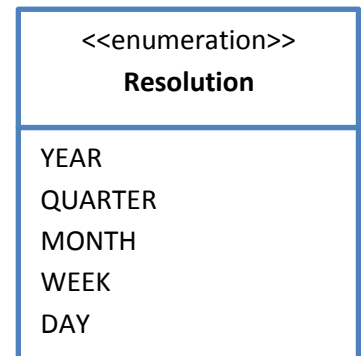 <<enumeration>>
Resolution
YEAR
QUARTER
MONTH
WEEK
DAY